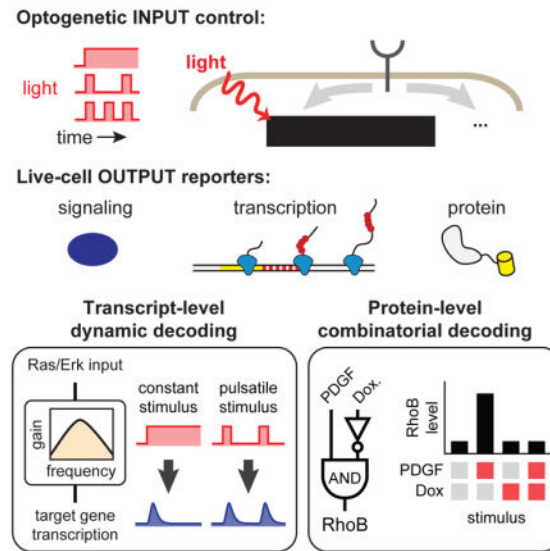 Optogenetic INPUT control:
light
light
time
...
Live-cell OUTPUT reporters:
signaling
transcription
protein
Transcript-level
dynamic decoding
Ras/Erk input
gain
frequency
target gene
transcription
constant
stimulus
pulsatile
stimulus
Protein-level
combinatorial decoding
PDGF
Dox.
AND
RhoB
RhoB
level
PDGF
Dox
stimulus